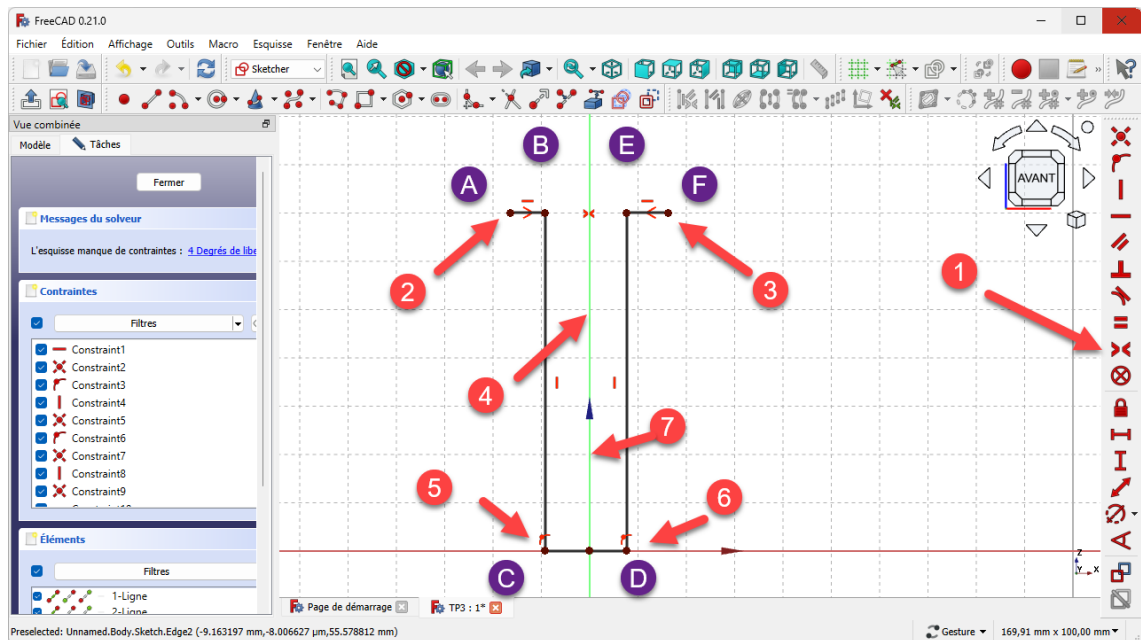 FreeCAD 0.21.0
Fichier Édition Affichage Outils Macro Esquisse Fenêtre Aide
Sketcher
Vue combinée
Modèle Tâches
Fermer
Messages du solveur
L'esquisse manque de contraintes : 4 Degrés de libe
Contraintes
Filtres
Constraint1
Constraint2
Constraint3
Constraint4
Constraint5
Constraint6
Constraint7
Constraint8
Constraint9
Éléments
Filtres
1-Ligne
2-Ligne
B E
A F
AVANT
1
2 3
4
7
5 6
C D
Z
Y X
Page de démarrage TP3 : 1*
Preselected: Unnamed.Body.Sketch.Edge2 (-9.163197 mm,-8.006627 µm,55.578812 mm) Gesture 169,91 mm x 100,00 mm